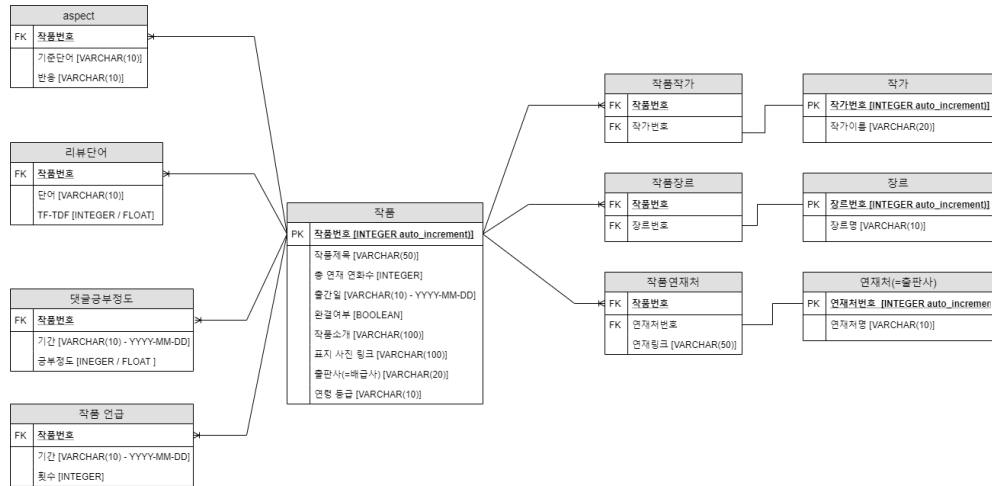 aspect
FK 작품번호
기준단어 [VARCHAR(10)]
반응 [VARCHAR(10)]
리뷰단어
FK 작품번호
단어 [VARCHAR(10)]
TF-TDF [INTEGER / FLOAT]
댓글긍부정도
FK 작품번호
기간 [VARCHAR(10) - YYYY-MM-DD]
긍부정도 [INEGER / FLOAT ]
작품 언급
FK 작품번호
기간 [VARCHAR(10) - YYYY-MM-DD]
횟수 [INTEGER]
작품
PK 작품번호 [INTEGER auto_increment)]
작품제목 [VARCHAR(50)]
총 연재 연화수 [INTEGER]
출간일 [VARCHAR(10) - YYYY-MM-DD]
완결여부 [BOOLEAN]
작품소개 [VARCHAR(100)]
표지 사진 링크 [VARCHAR(100)]
출판사(=배급사) [VARCHAR(20)]
연령 등급 [VARCHAR(10)]
작품작가
FK 작품번호
FK 작가번호
작가
PK 작가번호 [INTEGER auto_increment)]
작가이름 [VARCHAR(20)]
작품장르
FK 작품번호
FK 장르번호
장르
PK 장르번호 [INTEGER auto_increment)]
장르명 [VARCHAR(10)]
작품연재처
FK 작품번호
FK 연재처번호
연재링크 [VARCHAR(50)]
연재처(=출판사)
PK 연재처번호 [INTEGER auto_incremen
연재처명 [VARCHAR(10)]